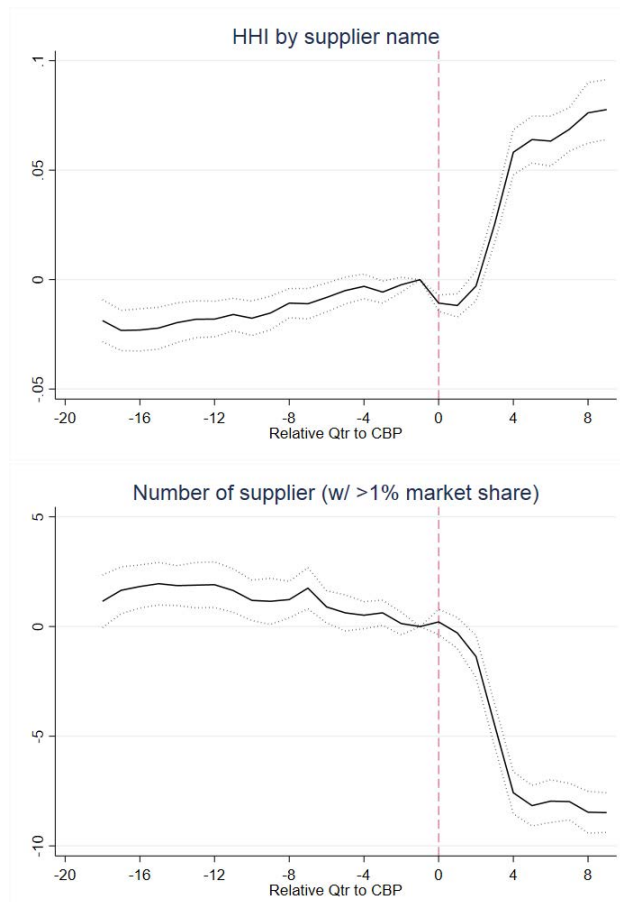 HHI by supplier name
.1
.05
0
-.05
-20 -16 -12 -8 -4 0 4 8
Relative Qtr to CBP
Number of supplier (w/ >1% market share)
5
0
-5
-10
-20 -16 -12 -8 -4 0 4 8
Relative Qtr to CBP